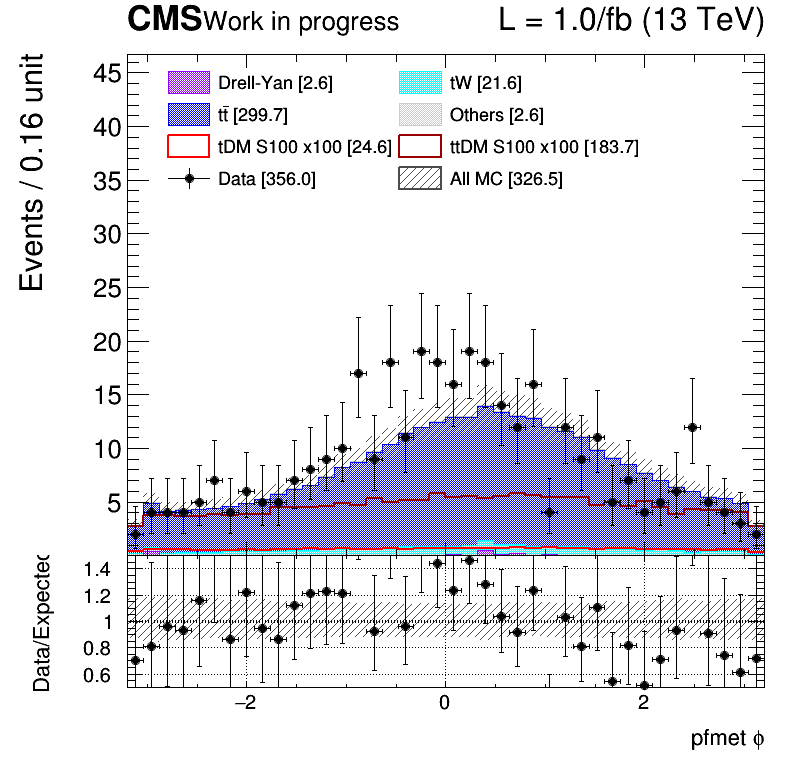 CMS Work in progress L = 1.0/fb (13 TeV)
Events / 0.16 unit
45
40
35
30
25
20
15
10
5
Drell-Yan [2.6] tW [21.6]
tt̄ [299.7] Others [2.6]
tDM S100 x100 [24.6] ttDM S100 x100 [183.7]
Data [356.0] All MC [326.5]
Data/Expected
1.4
1.2
1
0.8
0.6
−2 0 2
pfmet ϕ